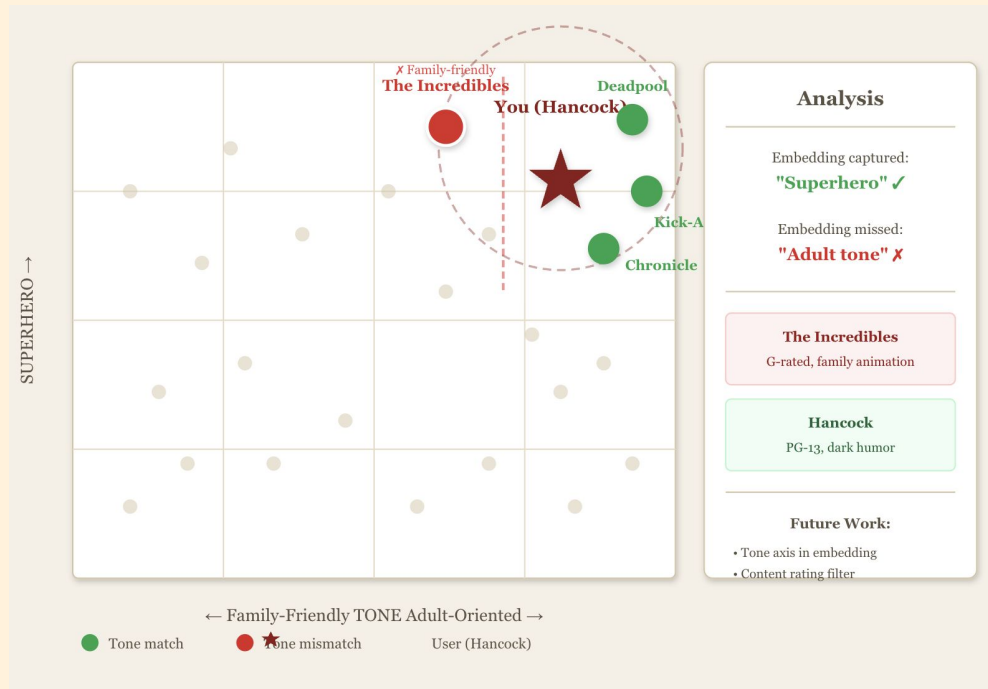 ✗ Family-friendly
The Incredibles
Deadpool
You (Hancock)
Kick-A
Chronicle
SUPERHERO →
← Family-Friendly TONE Adult-Oriented →
Tone match
Tone mismatch
User (Hancock)
Analysis
Embedding captured:
"Superhero" ✓
Embedding missed:
"Adult tone" ✗
The Incredibles
G-rated, family animation
Hancock
PG-13, dark humor
Future Work:
• Tone axis in embedding
• Content rating filter